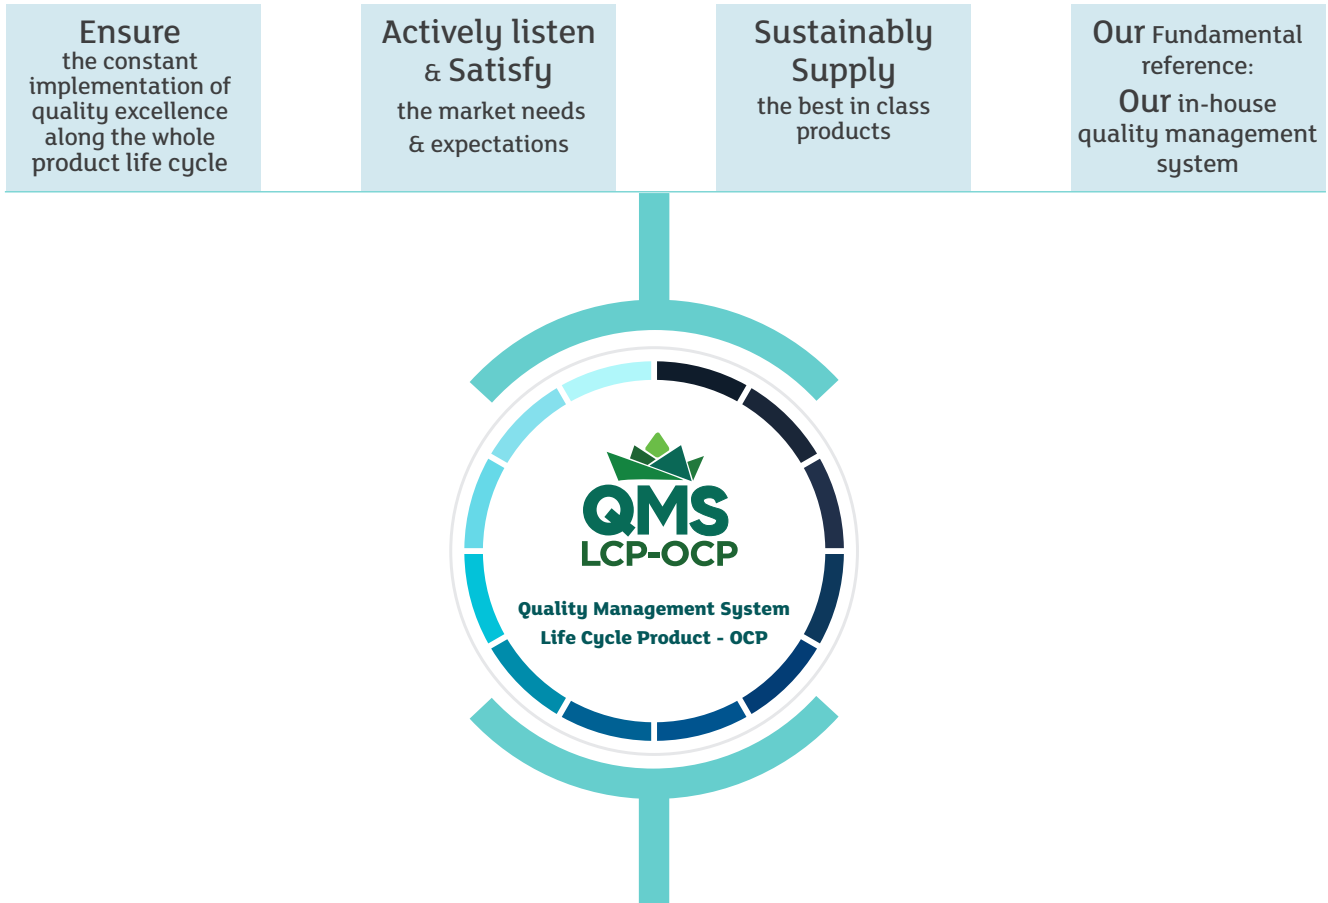 Ensure
the constant
implementation of
quality excellence
along the whole
product life cycle
Actively listen
& Satisfy
the market needs
& expectations
Sustainably
Supply
the best in class
products
Our Fundamental
reference:
Our in-house
quality management
system
QMS
LCP-OCP
Quality Management System
Life Cycle Product - OCP